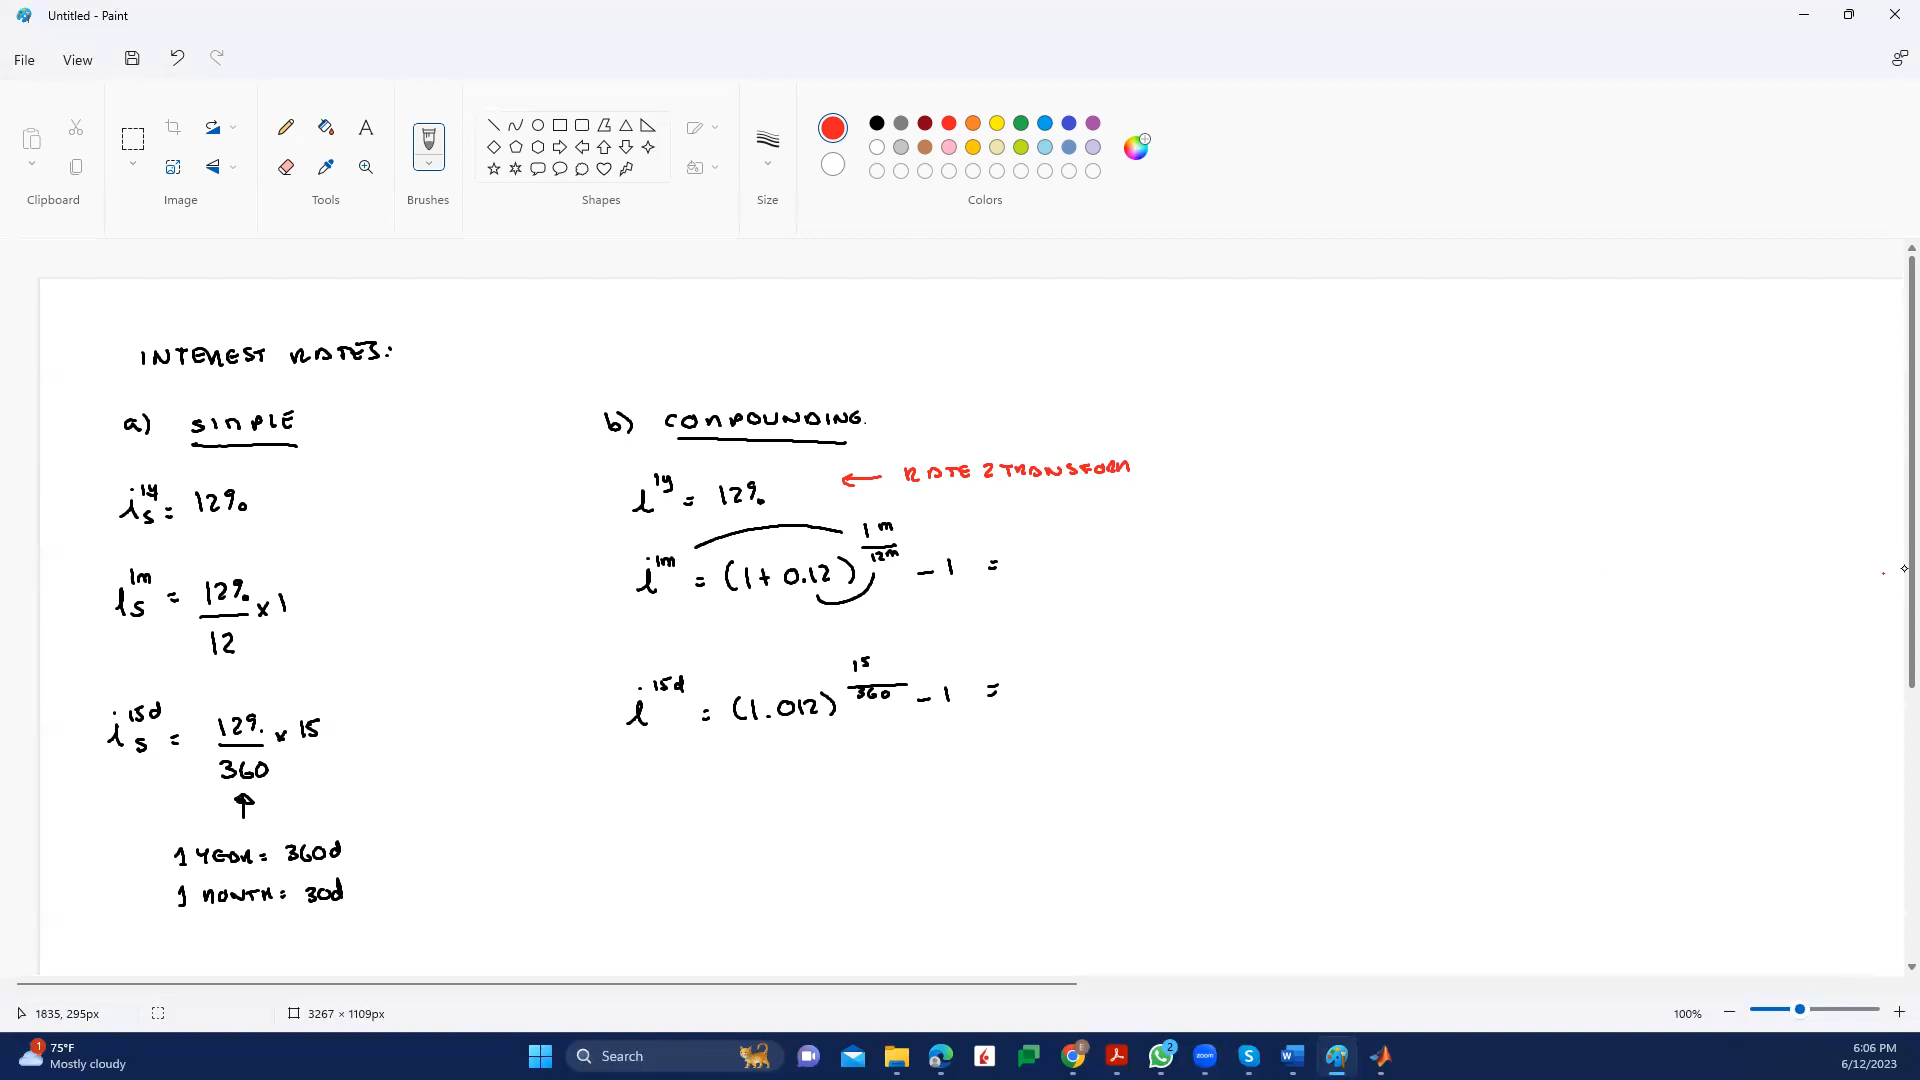 Untitled - Paint
File View
Clipboard Image Tools Brushes Shapes Size Colors
INTEREST RATES:
a) SIMPLE
i_s^1y = 12%
i_s^1m = 12%/12 x 1
i_s^15d = 12%/360 x 15
↑
1 YEAR = 360d
1 MONTH = 30d
b) COMPOUNDING.
i^1y = 12% ← RATE 2 TRANSFORM
i^1m = (1 + 0.12)^(1m/12m) - 1 =
i^15d = (1.012)^(15/360) - 1 =
1835, 295px
3267 × 1109px
100%
1
75°F
Mostly cloudy
Search
zoom
2
6:06 PM
6/12/2023